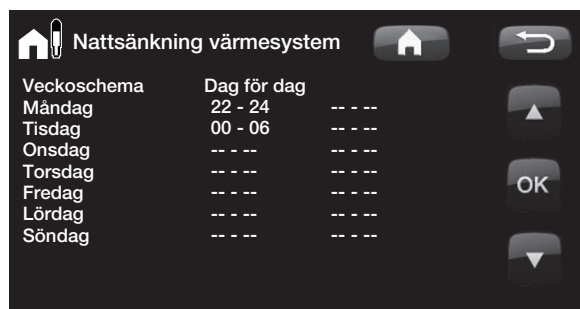 Nattsänkning värmesystem
Veckoschema Dag för dag
Måndag 22 - 24 -- - --
Tisdag 00 - 06 -- - --
Onsdag -- - -- -- - --
Torsdag -- - -- -- - --
Fredag -- - -- -- - --
Lördag -- - -- -- - --
Söndag -- - -- -- - --
OK